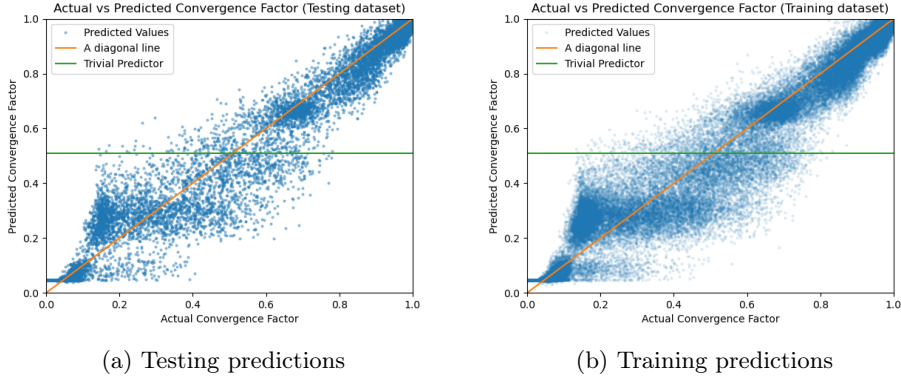 Actual vs Predicted Convergence Factor (Testing dataset)
Predicted Convergence Factor
1.0
0.8
0.6
0.4
0.2
0.0
Predicted Values
A diagonal line
Trivial Predictor
0.0 0.2 0.4 0.6 0.8 1.0
Actual Convergence Factor
(a) Testing predictions
Actual vs Predicted Convergence Factor (Training dataset)
Predicted Convergence Factor
1.0
0.8
0.6
0.4
0.2
0.0
Predicted Values
A diagonal line
Trivial Predictor
0.0 0.2 0.4 0.6 0.8 1.0
Actual Convergence Factor
(b) Training predictions